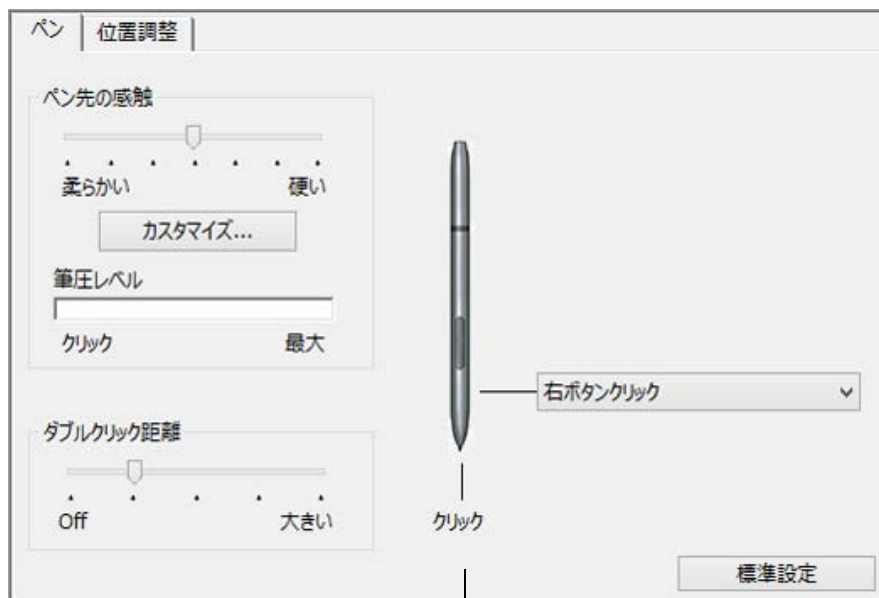 ペン 位置調整
ペン先の感触
柔らかい 硬い
カスタマイズ...
筆圧レベル
クリック 最大
右ボタンクリック
ダブルクリック距離
Off 大きい
クリック
標準設定